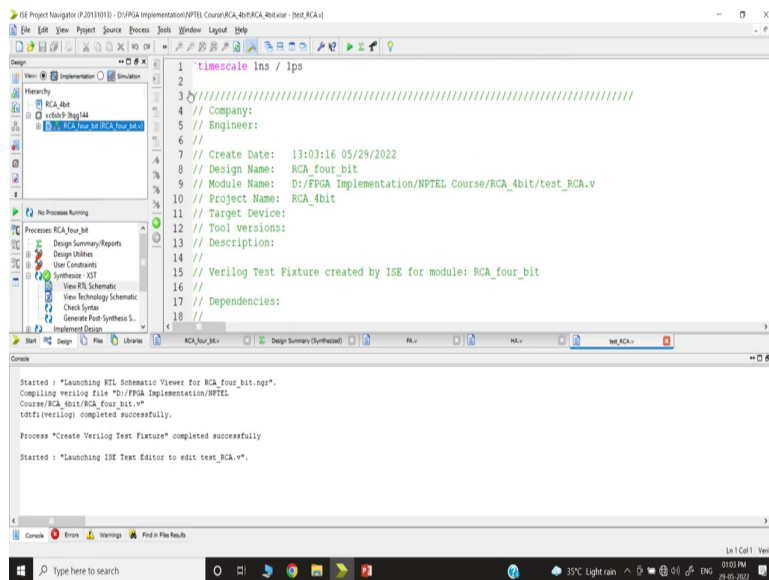 ISE Project Navigator (P.20131013) - D:\FPGA Implementation\NPTEL Course\RCA_4bit\RCA_4bit.xise - [test_RCA.v]
File Edit View Project Source Process Tools Window Layout Help
Design
View: Implementation Simulation
Hierarchy
RCA_4bit
xc6slx9-3tqg144
RCA_four_bit (RCA_four_bit.v)
No Processes Running
Processes: RCA_four_bit
Design Summary/Reports
Design Utilities
User Constraints
Synthesize - XST
View RTL Schematic
View Technology Schematic
Check Syntax
Generate Post-Synthesis S...
Implement Design
Start Design Files Libraries
1 `timescale 1ns / 1ps
2
3 ////////////////////////////////////////////////////////////////////////////////
4 // Company:
5 // Engineer:
6 //
7 // Create Date: 13:03:16 05/29/2022
8 // Design Name: RCA_four_bit
9 // Module Name: D:/FPGA Implementation/NPTEL Course/RCA_4bit/test_RCA.v
10 // Project Name: RCA_4bit
11 // Target Device:
12 // Tool versions:
13 // Description:
14 //
15 // Verilog Test Fixture created by ISE for module: RCA_four_bit
16 //
17 // Dependencies:
18 //
RCA_four_bit.v Design Summary (Synthesized) FA.v HA.v test_RCA.v
Console
Started : "Launching RTL Schematic Viewer for RCA_four_bit.ngr".
Compiling verilog file "D:/FPGA Implementation/NPTEL
Course/RCA_4bit/RCA_four_bit.v"
tdtfi(verilog) completed successfully.
Process "Create Verilog Test Fixture" completed successfully
Started : "Launching ISE Text Editor to edit test_RCA.v".
Console Errors Warnings Find in Files Results
Ln 1 Col 1 Veri
Type here to search
35°C Light rain
ENG
01:03 PM
29-05-2022